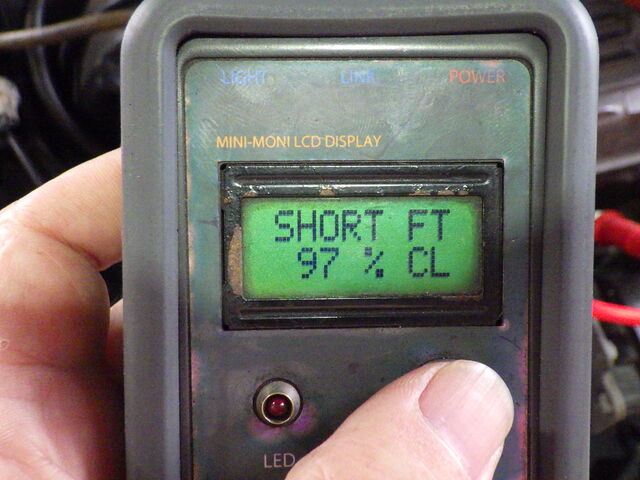 LIGHT LINK POWER
MINI-MONI LCD DISPLAY
SHORT FT
97 % CL
LED